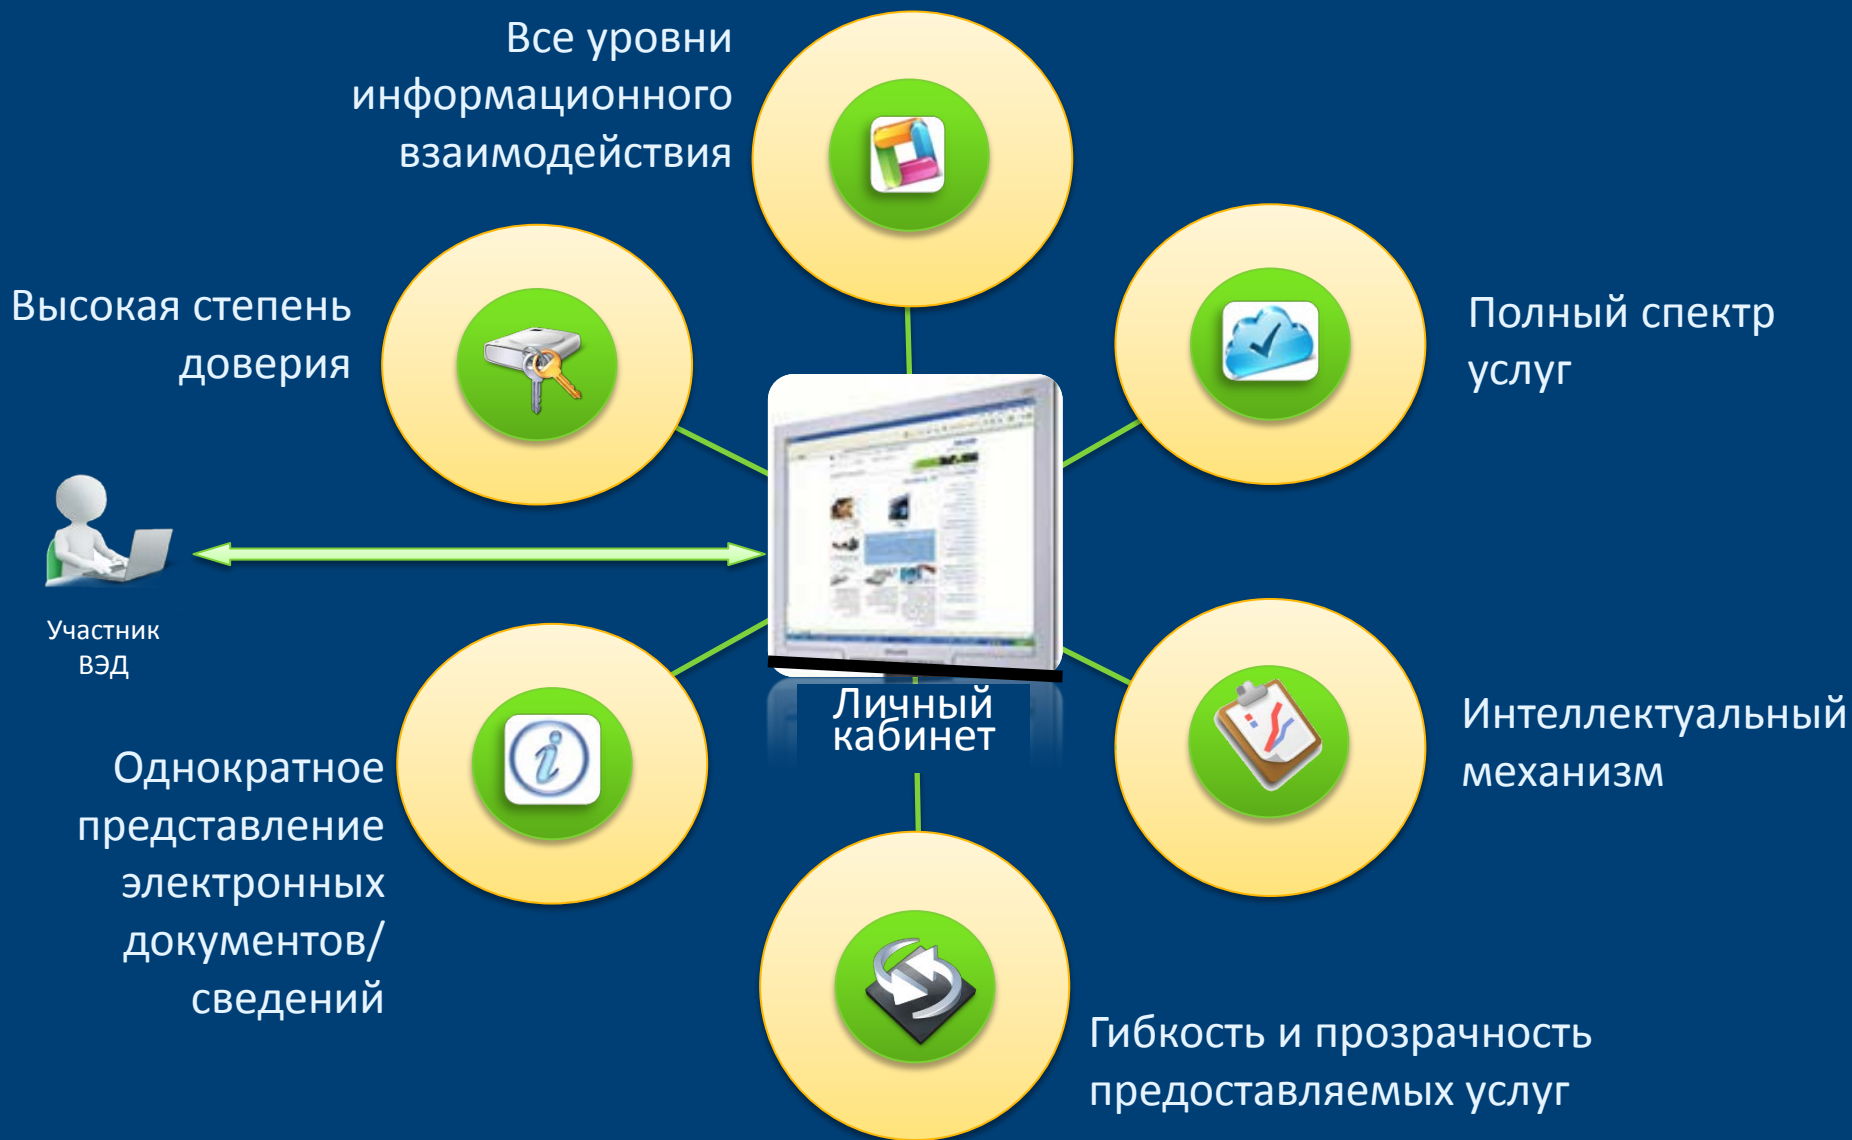 Все уровни
информационного
взаимодействия
Высокая степень
доверия
Полный спектр
услуг
Участник
ВЭД
Личный
кабинет
Интеллектуальный
механизм
Однократное
представление
электронных
документов/
сведений
Гибкость и прозрачность
предоставляемых услуг